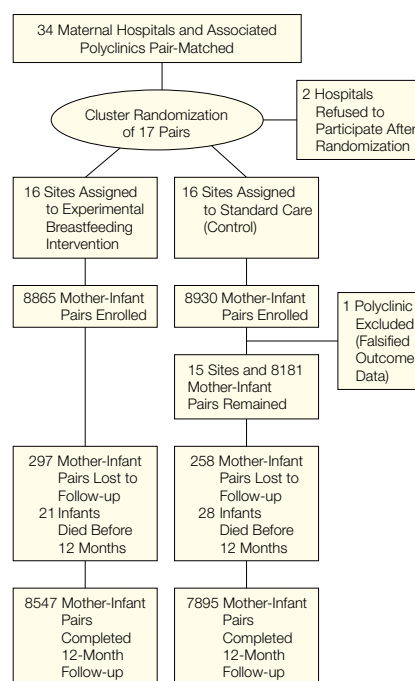 34 Maternal Hospitals and Associated
Polyclinics Pair-Matched
Cluster Randomization
of 17 Pairs
2 Hospitals
Refused to
Participate After
Randomization
16 Sites Assigned
to Experimental
Breastfeeding
Intervention
16 Sites Assigned
to Standard Care
(Control)
8865 Mother-Infant
Pairs Enrolled
8930 Mother-Infant
Pairs Enrolled
1 Polyclinic
Excluded
(Falsified
Outcome
Data)
15 Sites and 8181
Mother-Infant
Pairs Remained
297 Mother-Infant
Pairs Lost to
Follow-up
21 Infants
Died Before
12 Months
258 Mother-Infant
Pairs Lost to
Follow-up
28 Infants
Died Before
12 Months
8547 Mother-Infant
Pairs
Completed
12-Month
Follow-up
7895 Mother-Infant
Pairs
Completed
12-Month
Follow-up